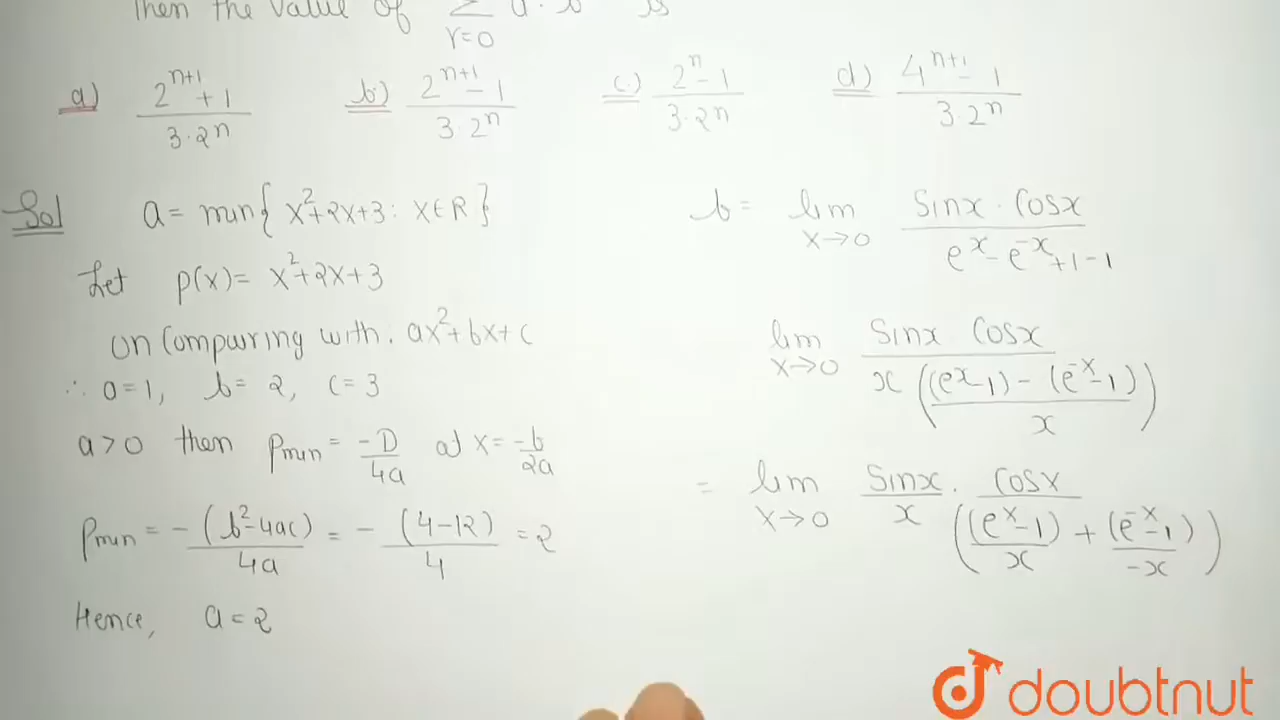 Then the value of Σ r=0 a^r · b^(n-r) is
a) (2^(n+1) + 1)/(3·2^n) b) (2^(n+1) - 1)/(3·2^n) c) (2^n - 1)/(3·2^n) d) (4^(n+1) - 1)/(3·2^n)
Sol a = min{ x²+2x+3 : x∈R }
Let p(x) = x²+2x+3
on Compairing with. ax²+bx+c
∴ a=1, b=2, c=3
a>0 then Pmin = -D/4a at x = -b/2a
Pmin = -(b²-4ac)/4a = -(4-12)/4 = 2
Hence, a=2
b = lim x→0 (Sinx · Cosx)/(e^x - e^-x + 1 - 1)
lim x→0 (Sinx Cosx)/(x(((e^x-1) - (e^-x-1))/x))
= lim x→0 Sinx/x · Cosx/((e^x-1)/x + (e^-x-1)/-x)
doubtnut